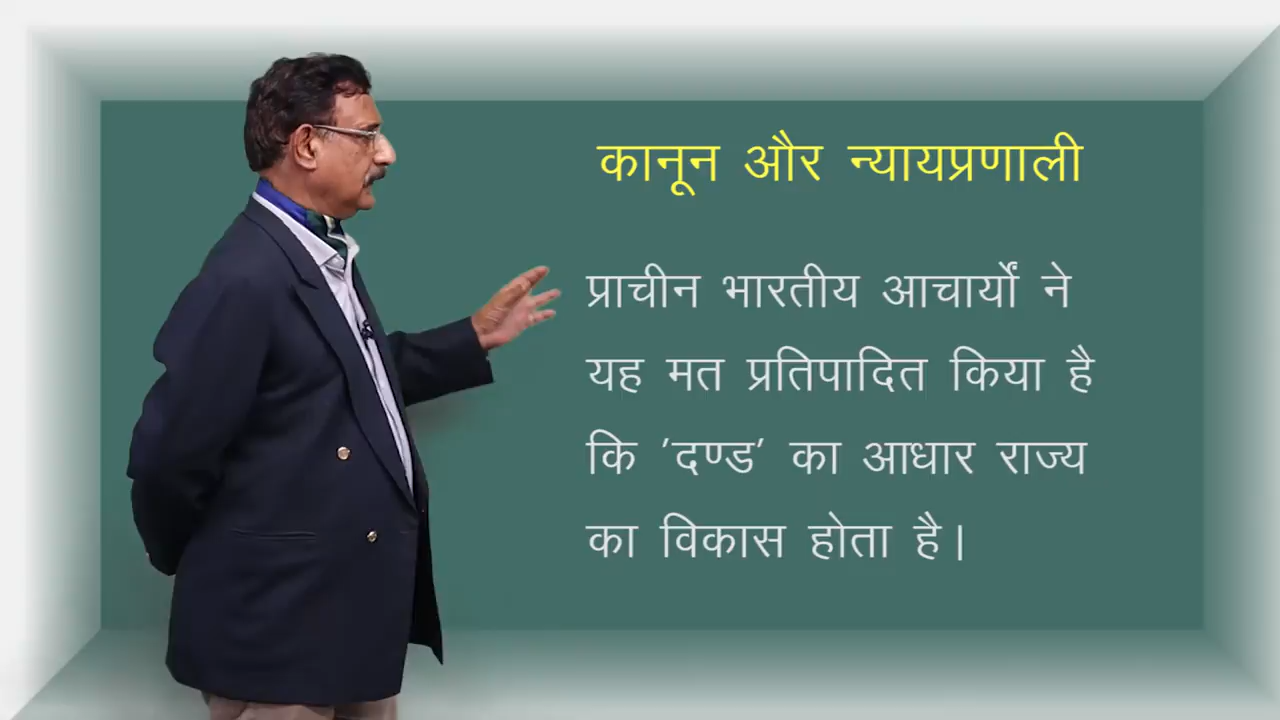 कानून और न्यायप्रणाली
प्राचीन भारतीय आचार्यों ने
यह मत प्रतिपादित किया है
कि ’दण्ड’ का आधार राज्य
का विकास होता है।